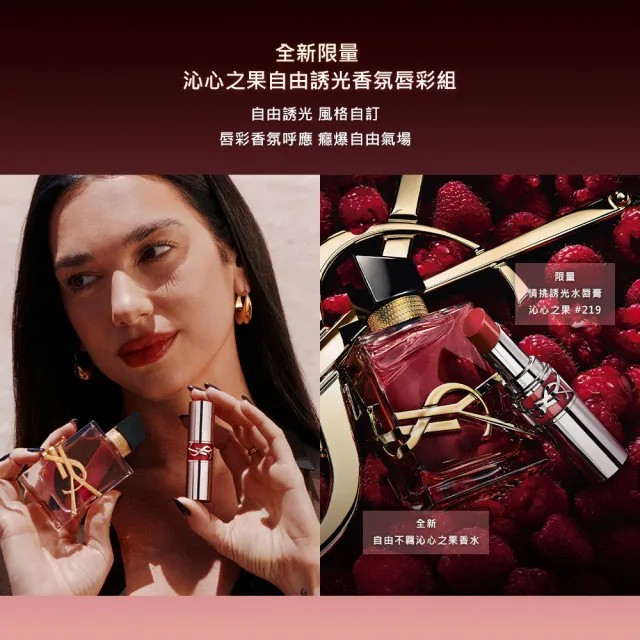 全新限量
沁心之果自由誘光香氛唇彩組
自由誘光 風格自訂
唇彩香氛呼應 癮爆自由氣場
限量
情挑誘光水唇膏
沁心之果 #219
全新
自由不羈沁心之果香水